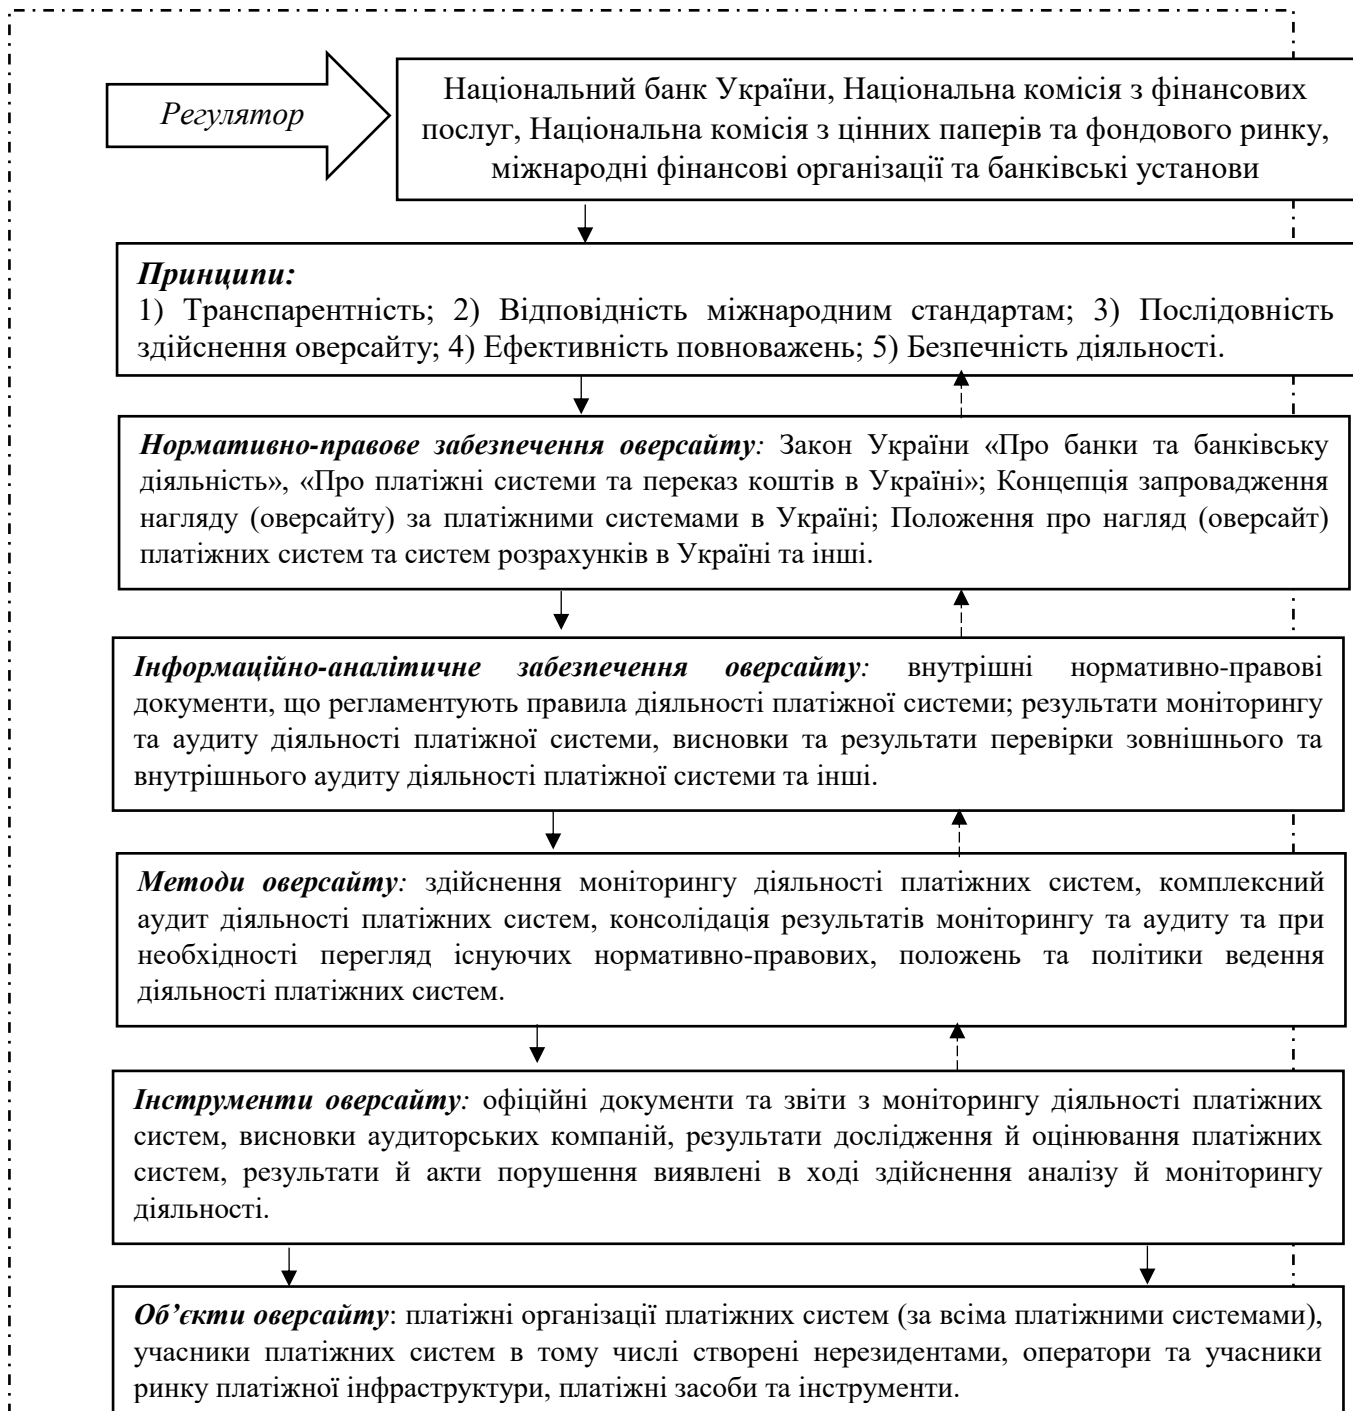 Регулятор
Національний банк України, Національна комісія з фінансових
послуг, Національна комісія з цінних паперів та фондового ринку,
міжнародні фінансові організації та банківські установи
Принципи:
1) Транспарентність; 2) Відповідність міжнародним стандартам; 3) Послідовність
здійснення оверсайту; 4) Ефективність повноважень; 5) Безпечність діяльності.
Нормативно-правове забезпечення оверсайту: Закон України «Про банки та банківську
діяльність», «Про платіжні системи та переказ коштів в Україні»; Концепція запровадження
нагляду (оверсайту) за платіжними системами в Україні; Положення про нагляд (оверсайт)
платіжних систем та систем розрахунків в Україні та інші.
Інформаційно-аналітичне забезпечення оверсайту: внутрішні нормативно-правові
документи, що регламентують правила діяльності платіжної системи; результати моніторингу
та аудиту діяльності платіжної системи, висновки та результати перевірки зовнішнього та
внутрішнього аудиту діяльності платіжної системи та інші.
Методи оверсайту: здійснення моніторингу діяльності платіжних систем, комплексний
аудит діяльності платіжних систем, консолідація результатів моніторингу та аудиту та при
необхідності перегляд існуючих нормативно-правових, положень та політики ведення
діяльності платіжних систем.
Інструменти оверсайту: офіційні документи та звіти з моніторингу діяльності платіжних
систем, висновки аудиторських компаній, результати дослідження й оцінювання платіжних
систем, результати й акти порушення виявлені в ході здійснення аналізу й моніторингу
діяльності.
Об’єкти оверсайту: платіжні організації платіжних систем (за всіма платіжними системами),
учасники платіжних систем в тому числі створені нерезидентами, оператори та учасники
ринку платіжної інфраструктури, платіжні засоби та інструменти.